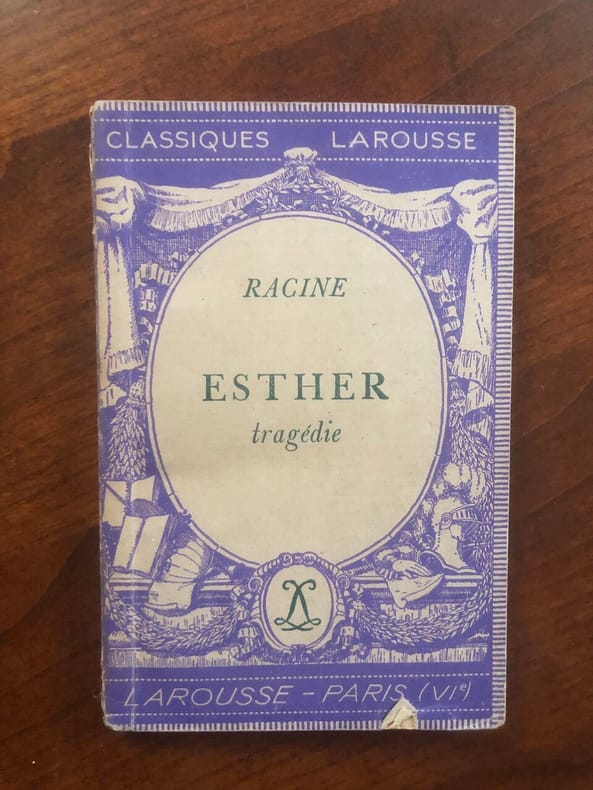 CLASSIQUES LAROUSSE
RACINE
ESTHER
tragédie
LAROUSSE - PARIS (VIe)